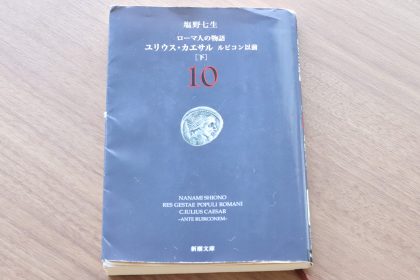 塩野七生
ローマ人の物語
ユリウス・カエサル ルビコン以前
[下]
10
NANAMI SHIONO
RES GESTAE POPULI ROMANI
C.IULIUS CAESAR
-ANTE RUBICONEM-
新潮文庫